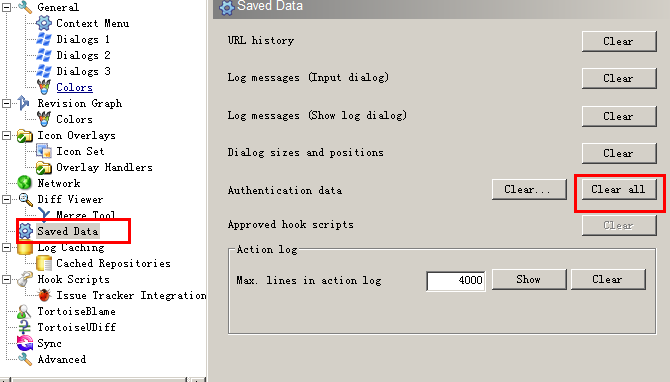 General
Context Menu
Dialogs 1
Dialogs 2
Dialogs 3
Colors
Revision Graph
Colors
Icon Overlays
Icon Set
Overlay Handlers
Network
Diff Viewer
Merge Tool
Saved Data
Log Caching
Cached Repositories
Hook Scripts
Issue Tracker Integration
TortoiseBlame
TortoiseUDiff
Sync
Advanced
Saved Data
URL history Clear
Log messages (Input dialog) Clear
Log messages (Show log dialog) Clear
Dialog sizes and positions Clear
Authentication data Clear... Clear all
Approved hook scripts Clear
Action log
Max. lines in action log 4000 Show Clear